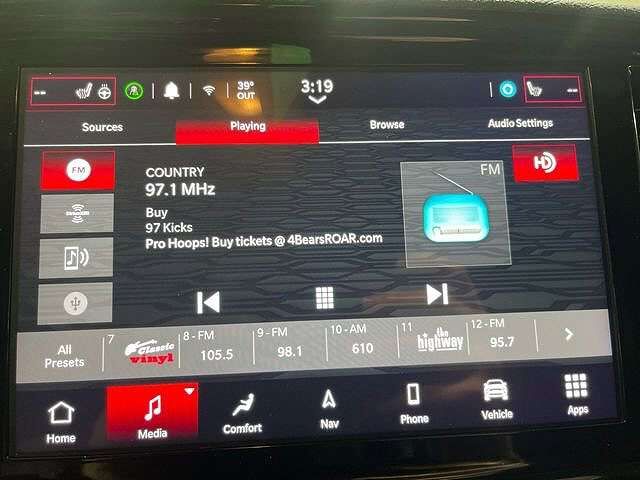 --
39°
OUT
3:19
--
Sources
Playing
Browse
Audio Settings
FM
COUNTRY
97.1 MHz
Buy
97 Kicks
Pro Hoops! Buy tickets @ 4BearsROAR.com
FM
HD
SiriusXM
All
Presets
7
Classic
vinyl
8 - FM
105.5
9 - FM
98.1
10 - AM
610
11
the
highway
12 - FM
95.7
Home
Media
Comfort
Nav
Phone
Vehicle
Apps